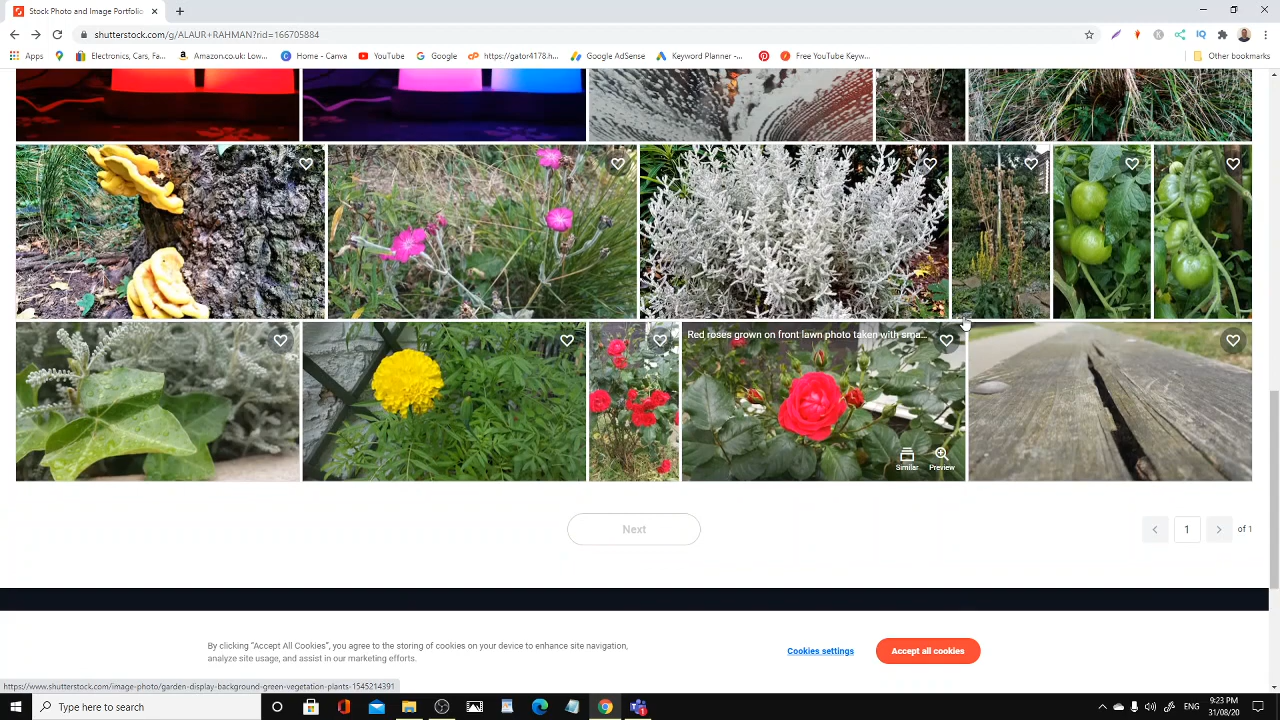 Stock Photo and Image Portfolio
shutterstock.com/g/ALAUR+RAHMAN?rid=166705884
Apps
Electronics, Cars, Fa...
Amazon.co.uk: Low...
Home - Canva
YouTube
Google
https://gator4178.h...
Google AdSense
Keyword Planner -...
Free YouTube Keyw...
Other bookmarks
Red roses grown on front lawn photo taken with sma...
Similar
Preview
Next
1
of 1
By clicking "Accept All Cookies", you agree to the storing of cookies on your device to enhance site navigation,
analyze site usage, and assist in our marketing efforts.
Cookies settings
Accept all cookies
https://www.shutterstock.com/image-photo/garden-display-background-green-vegetation-plants-1545214391
Type here to search
ENG
9:23 PM
31/08/20